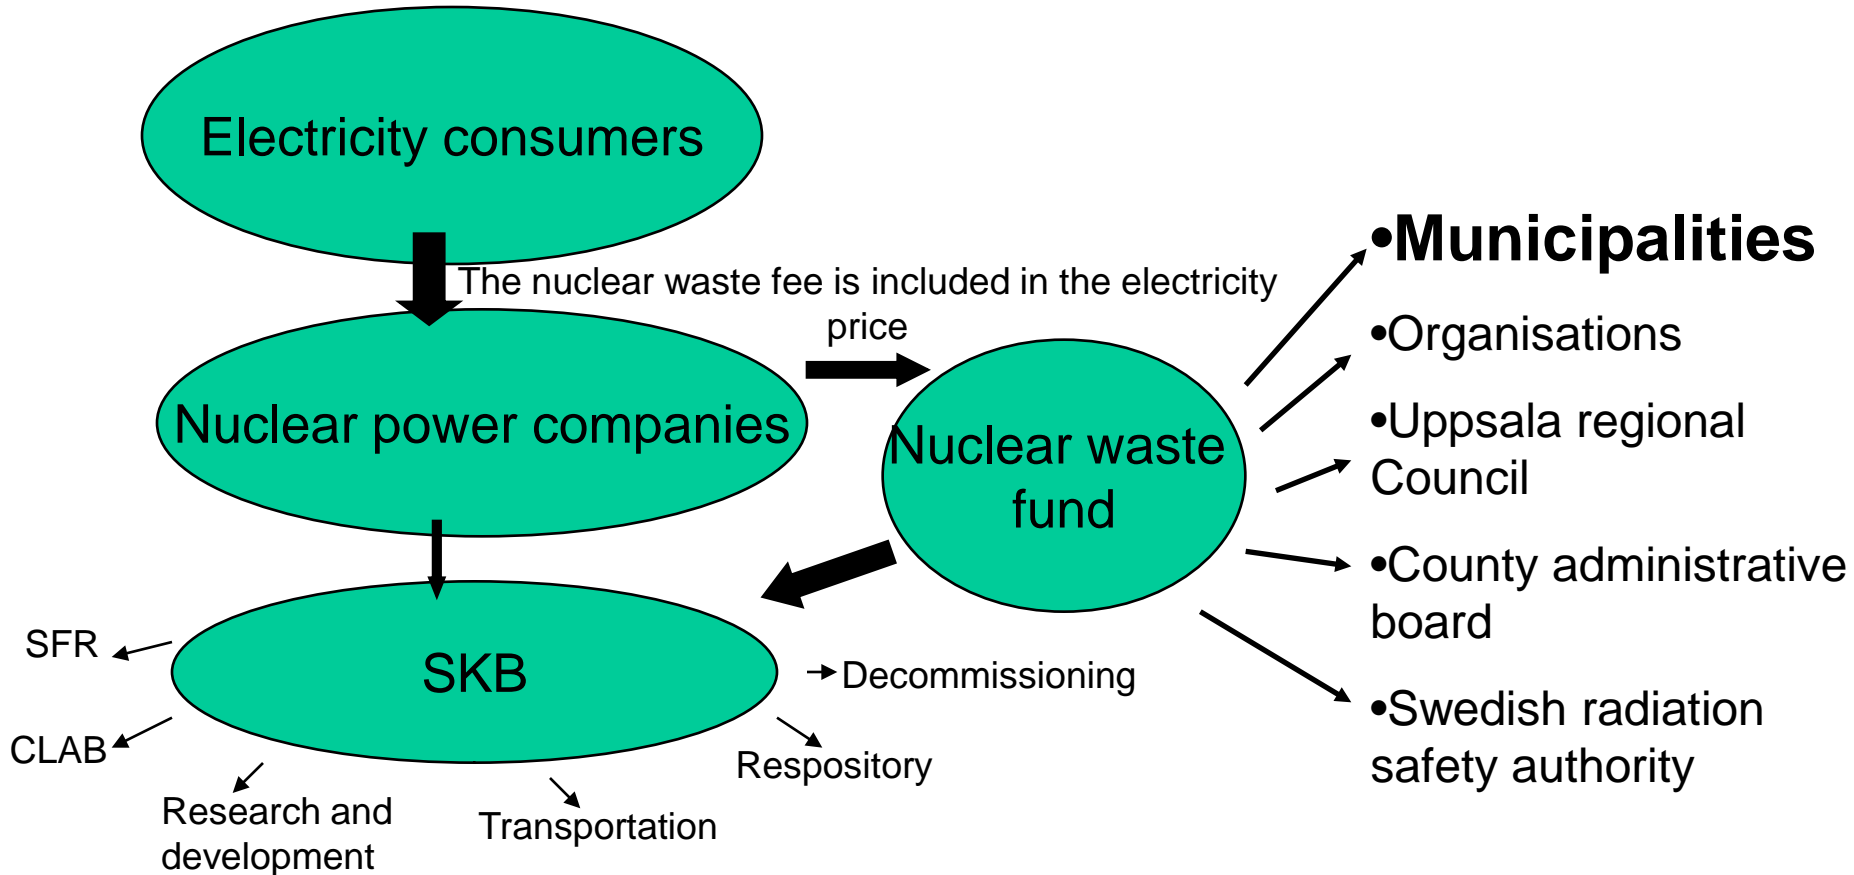 Electricity consumers
The nuclear waste fee is included in the electricity
price
Nuclear power companies
Nuclear waste
fund
SKB
SFR
CLAB
Research and
development
Transportation
Respository
Decommissioning
•Municipalities
•Organisations
•Uppsala regional
Council
•County administrative
board
•Swedish radiation
safety authority